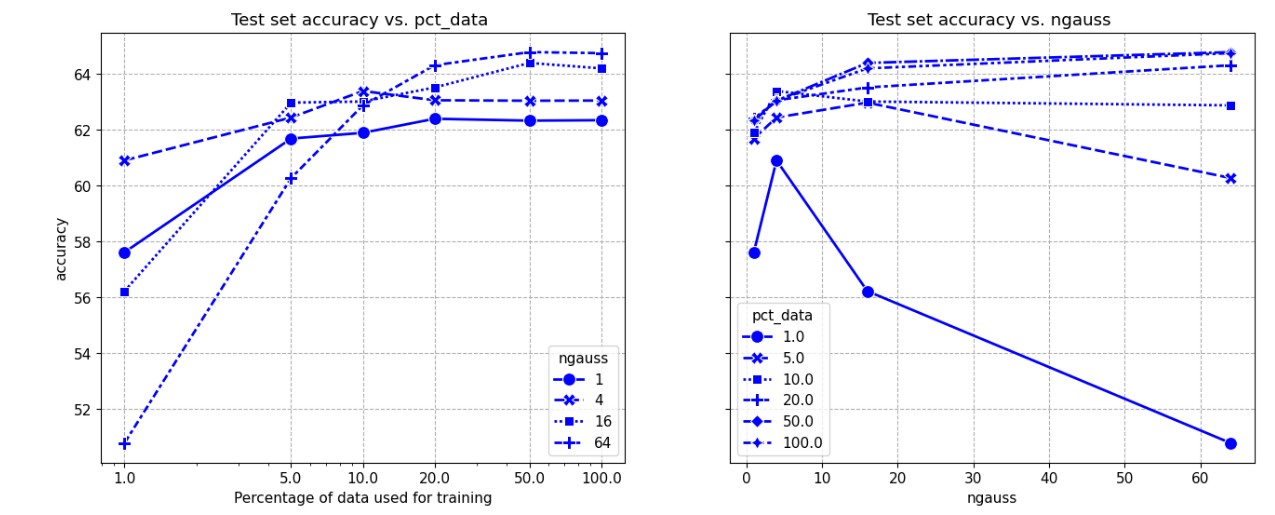 Test set accuracy vs. pct_data
accuracy
64
62
60
58
56
54
52
ngauss
1
4
16
64
1.0 5.0 10.0 20.0 50.0 100.0
Percentage of data used for training
Test set accuracy vs. ngauss
pct_data
1.0
5.0
10.0
20.0
50.0
100.0
0 10 20 30 40 50 60
ngauss